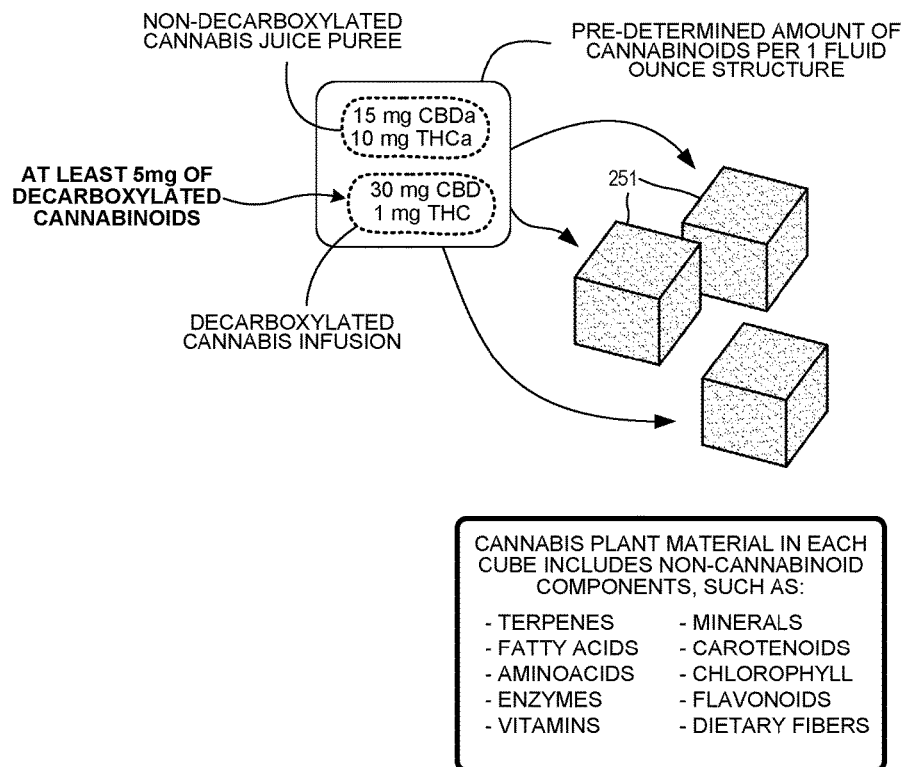 NON-DECARBOXYLATED
CANNABIS JUICE PUREE
PRE-DETERMINED AMOUNT OF
CANNABINOIDS PER 1 FLUID
OUNCE STRUCTURE
15 mg CBDa
10 mg THCa
AT LEAST 5mg OF
DECARBOXYLATED
CANNABINOIDS
30 mg CBD
1 mg THC
251
DECARBOXYLATED
CANNABIS INFUSION
CANNABIS PLANT MATERIAL IN EACH
CUBE INCLUDES NON-CANNABINOID
COMPONENTS, SUCH AS:
- TERPENES
- FATTY ACIDS
- AMINOACIDS
- ENZYMES
- VITAMINS
- MINERALS
- CAROTENOIDS
- CHLOROPHYLL
- FLAVONOIDS
- DIETARY FIBERS